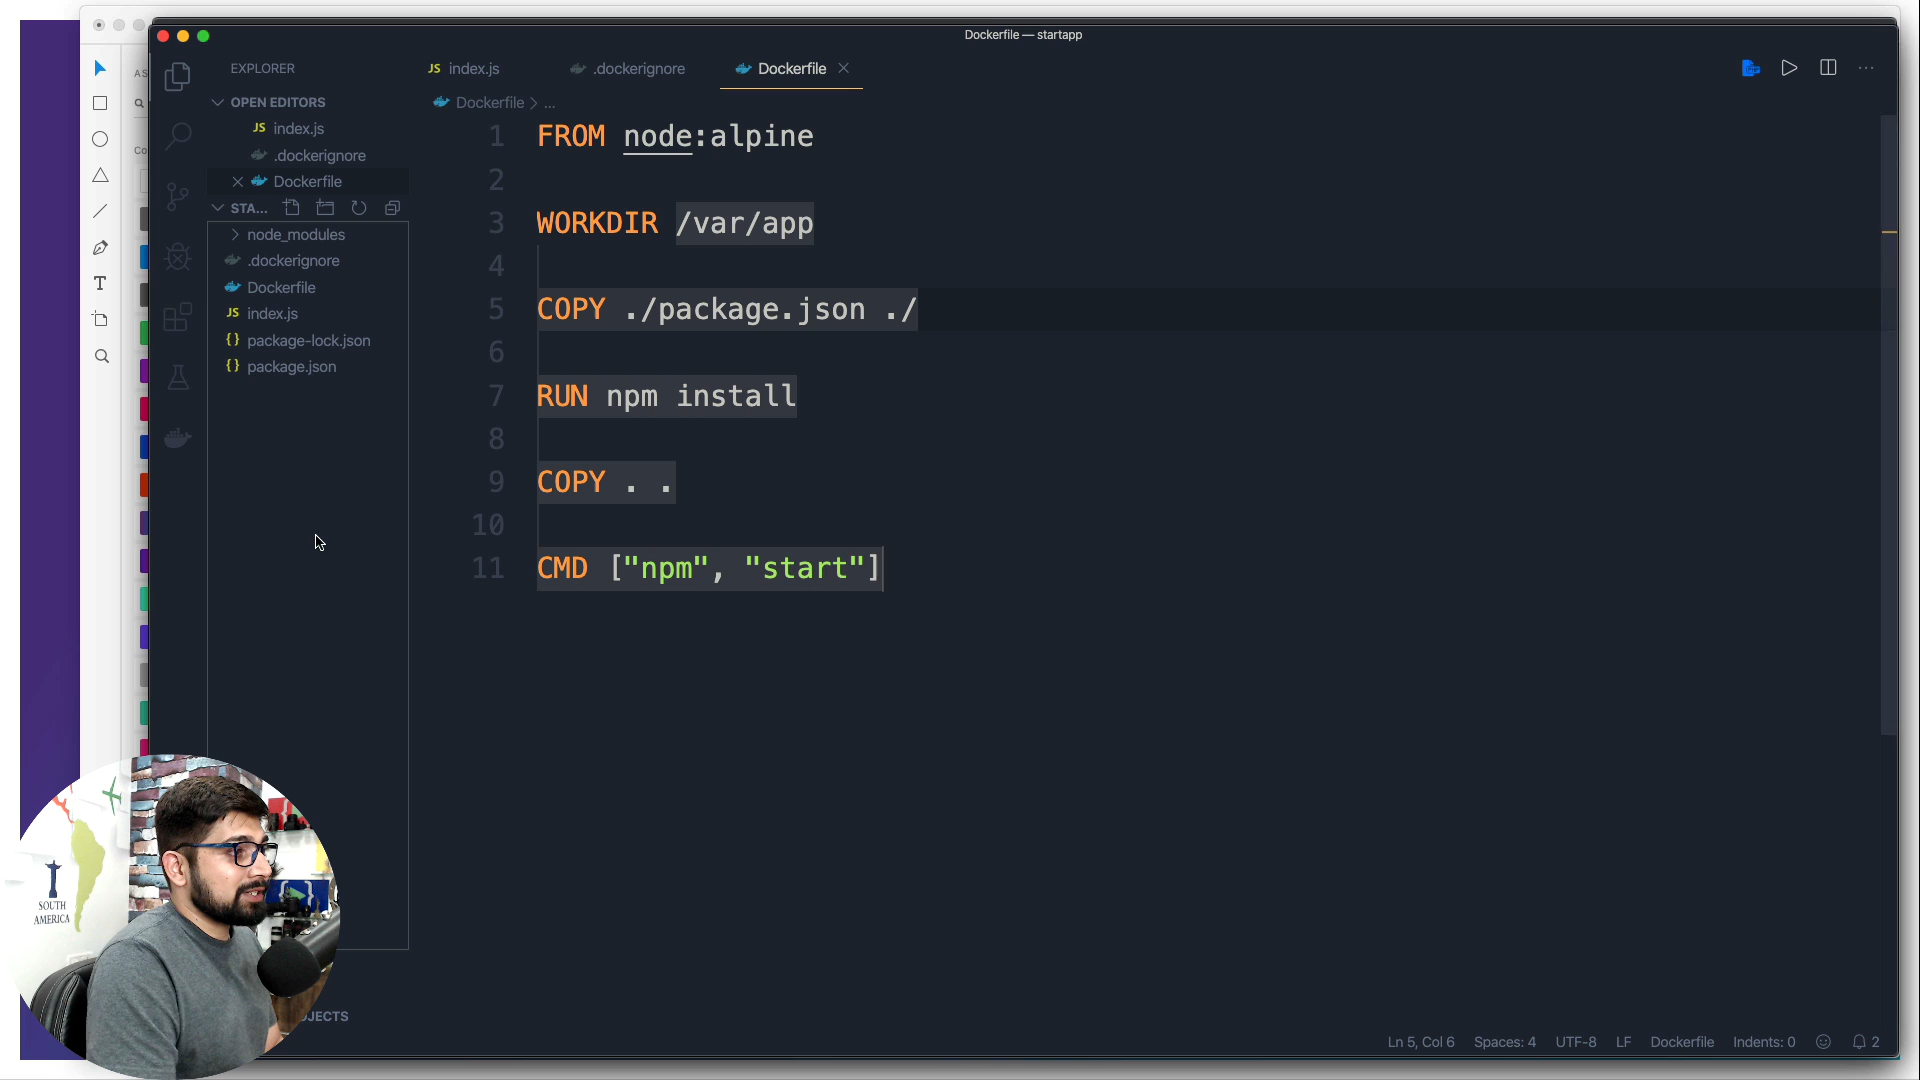 Dockerfile — startapp
EXPLORER
JS index.js
.dockerignore
Dockerfile
OPEN EDITORS
JS index.js
.dockerignore
Dockerfile
STA...
node_modules
.dockerignore
Dockerfile
JS index.js
{} package-lock.json
{} package.json
Dockerfile > ...
1 FROM node:alpine
2
3 WORKDIR /var/app
4
5 COPY ./package.json ./
6
7 RUN npm install
8
9 COPY . .
10
11 CMD ["npm", "start"]
AS
Co
T
SOUTH
AMERICA
JECTS
Ln 5, Col 6
Spaces: 4
UTF-8
LF
Dockerfile
Indents: 0
2